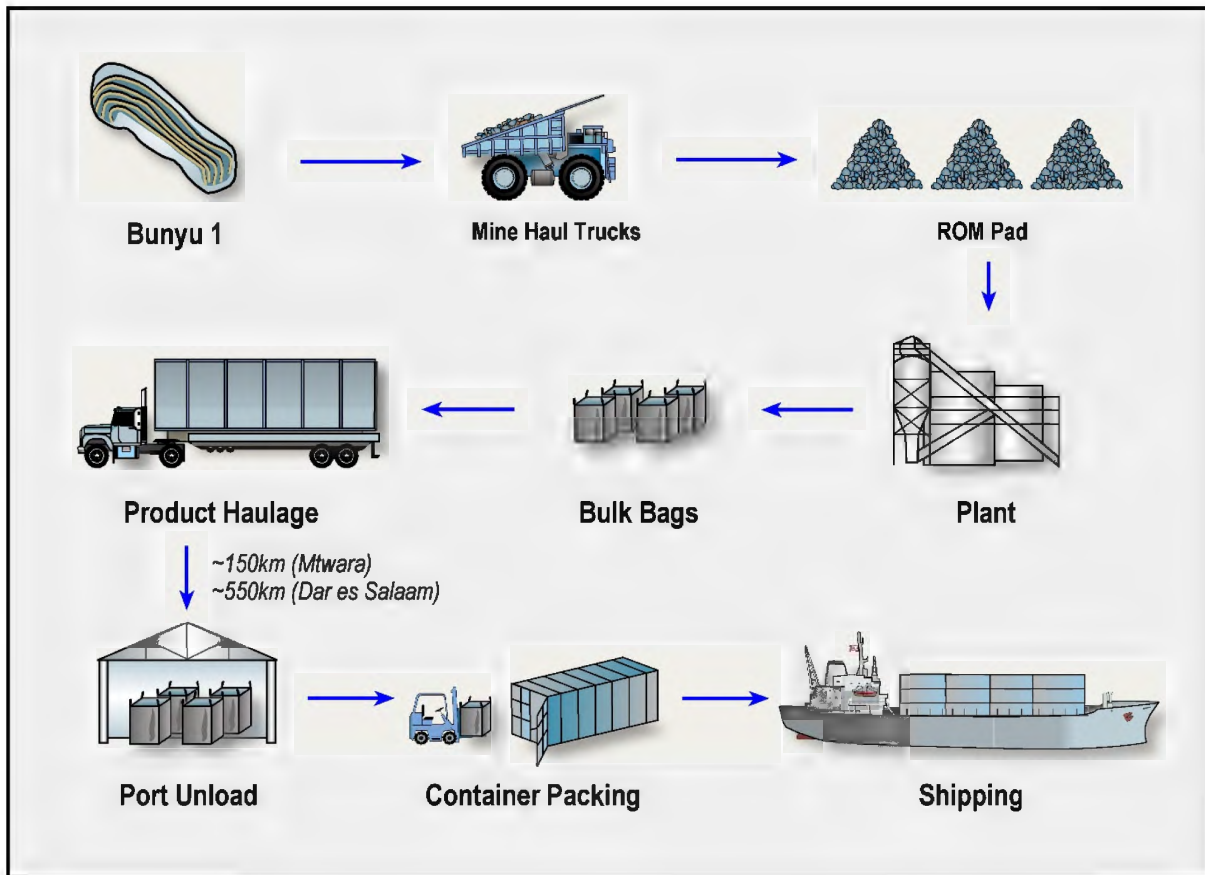 Bunyu 1
Mine Haul Trucks
ROM Pad
Product Haulage
Bulk Bags
Plant
~150km (Mtwara)
~550km (Dar es Salaam)
Port Unload
Container Packing
Shipping